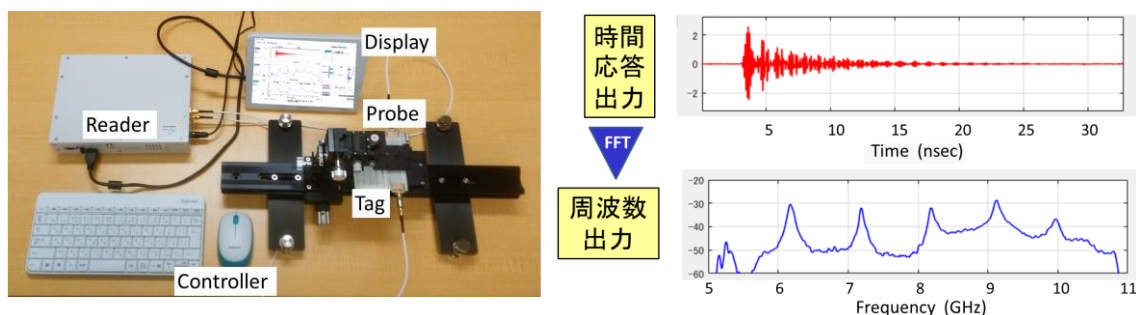 Display
Reader
Probe
Tag
Controller
時間
応答
出力
FFT
周波数
出力
2
0
−2
5 10 15 20 25 30
Time (nsec)
−20
−30
−40
−50
−60
5 6 7 8 9 10 11
Frequency (GHz)